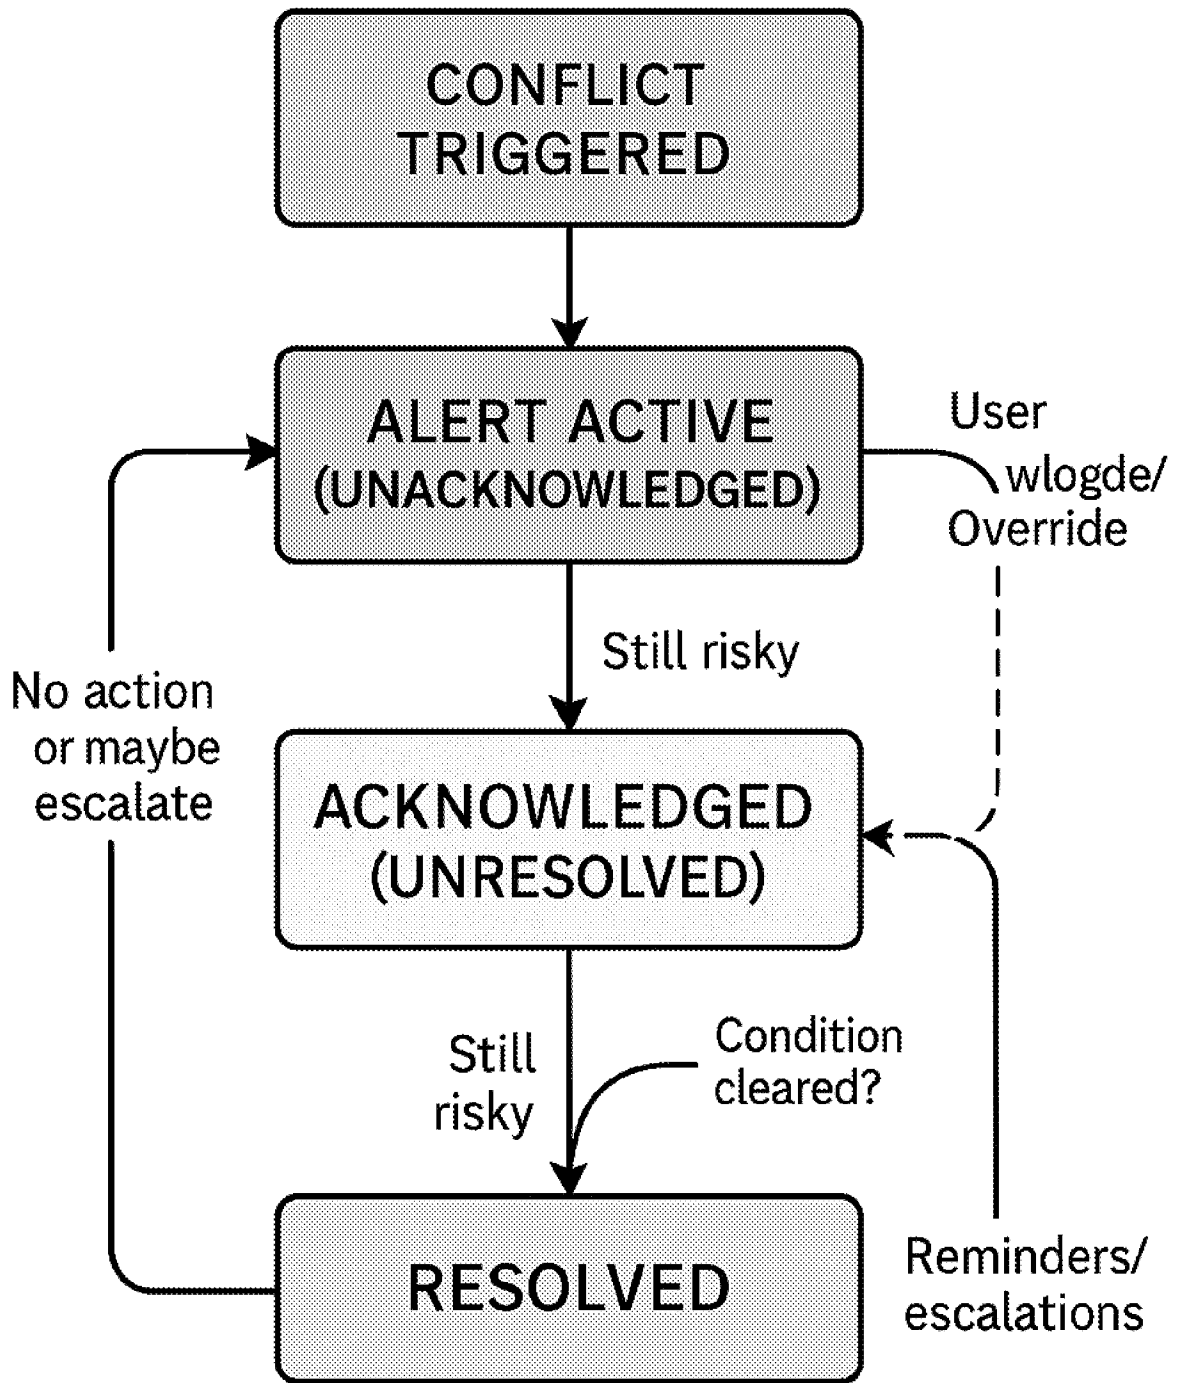 CONFLICT
TRIGGERED
ALERT ACTIVE
(UNACKNOWLEDGED)
User
wlogde/
Override
Still risky
No action
or maybe
escalate
ACKNOWLEDGED
(UNRESOLVED)
Still
risky
Condition
cleared?
RESOLVED
Reminders/
escalations